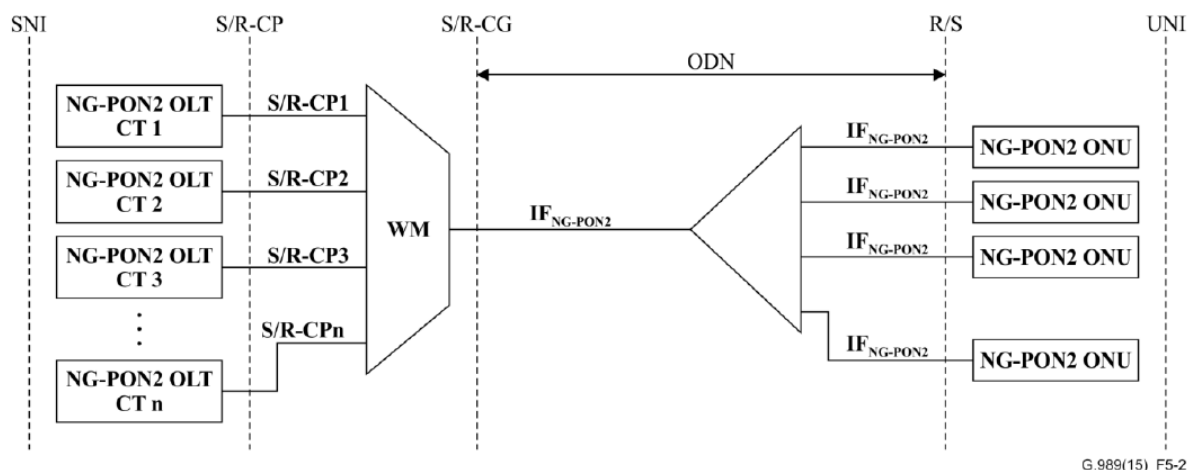 SNI
S/R-CP
S/R-CG
R/S
UNI
ODN
NG-PON2 OLT
CT 1
S/R-CP1
NG-PON2 OLT
CT 2
S/R-CP2
NG-PON2 OLT
CT 3
S/R-CP3
NG-PON2 OLT
CT n
S/R-CPn
WM
IFNG-PON2
IFNG-PON2
NG-PON2 ONU
IFNG-PON2
NG-PON2 ONU
IFNG-PON2
NG-PON2 ONU
IFNG-PON2
NG-PON2 ONU
G.989(15)_F5-2